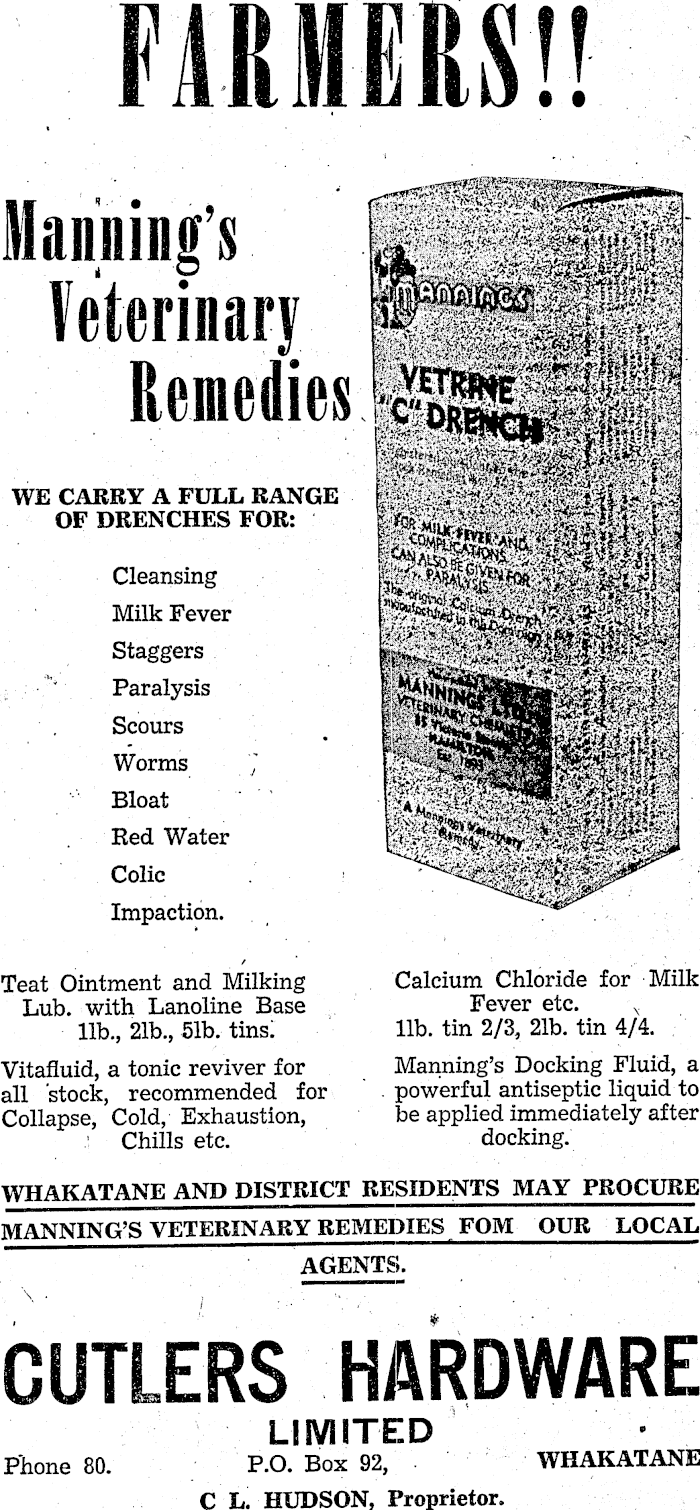 FARMERS!!
Manning's
Veterinary
Remedies
MANNINGS
VETRINE
"C" DRENCH
FOR MILK FEVER AND
COMPLICATIONS
CAN ALSO BE GIVEN FOR
PARALYSIS
The original Calcium Drench
manufactured in the Dominion
MANNINGS LTD.
VETERINARY CHEMISTS
Victoria Street
HAMILTON
A Mannings Veterinary
Remedy
WE CARRY A FULL RANGE
OF DRENCHES FOR:
Cleansing
Milk Fever
Staggers
Paralysis
Scours
Worms
Bloat
Red Water
Colic
Impaction.
Teat Ointment and Milking
Lub. with Lanoline Base
1lb., 2lb., 5lb. tins.
Vitafluid, a tonic reviver for
all stock, recommended for
Collapse, Cold, Exhaustion,
Chills etc.
Calcium Chloride for Milk
Fever etc.
1lb. tin 2/3, 2lb. tin 4/4.
Manning's Docking Fluid, a
powerful antiseptic liquid to
be applied immediately after
docking.
WHAKATANE AND DISTRICT RESIDENTS MAY PROCURE
MANNING'S VETERINARY REMEDIES FOM OUR LOCAL
AGENTS.
CUTLERS HARDWARE
LIMITED
Phone 80. P.O. Box 92, WHAKATANE
C L. HUDSON, Proprietor.